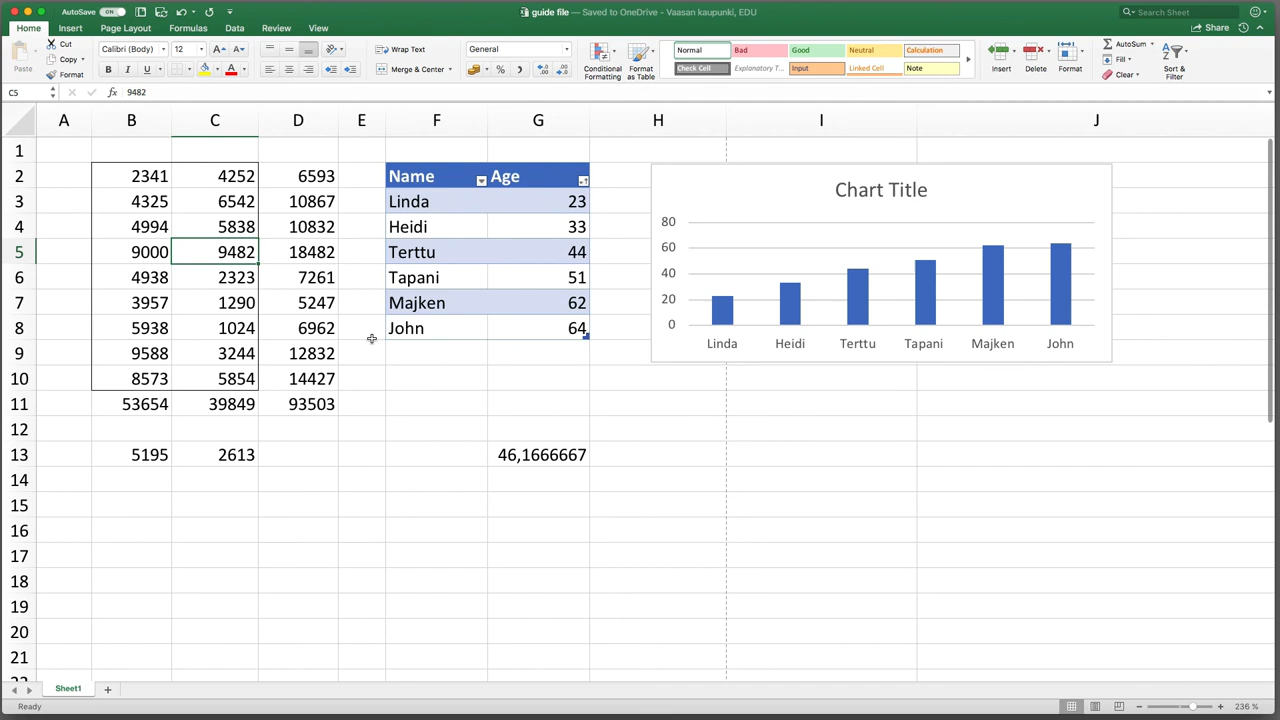 AutoSave ON guide file — Saved to OneDrive - Vaasan kaupunki, EDU Search Sheet
Home Insert Page Layout Formulas Data Review View Share
Paste Cut Copy Format
Calibri (Body) 12 B I U A A
Wrap Text Merge & Center
General %
Conditional Formatting Format as Table
Normal Bad Good Neutral Calculation
Check Cell Explanatory T... Input Linked Cell Note
Insert Delete Format AutoSum Fill Clear Sort & Filter
C5 fx 9482
A B C D E F G H I J
1
2 2341 4252 6593 Name Age
3 4325 6542 10867 Linda 23
4 4994 5838 10832 Heidi 33
5 9000 9482 18482 Terttu 44
6 4938 2323 7261 Tapani 51
7 3957 1290 5247 Majken 62
8 5938 1024 6962 John 64
9 9588 3244 12832
10 8573 5854 14427
11 53654 39849 93503
12
13 5195 2613 46,1666667
14
15
16
17
18
19
20
21
22
Chart Title
80
60
40
20
0
Linda Heidi Terttu Tapani Majken John
Sheet1
Ready 236 %